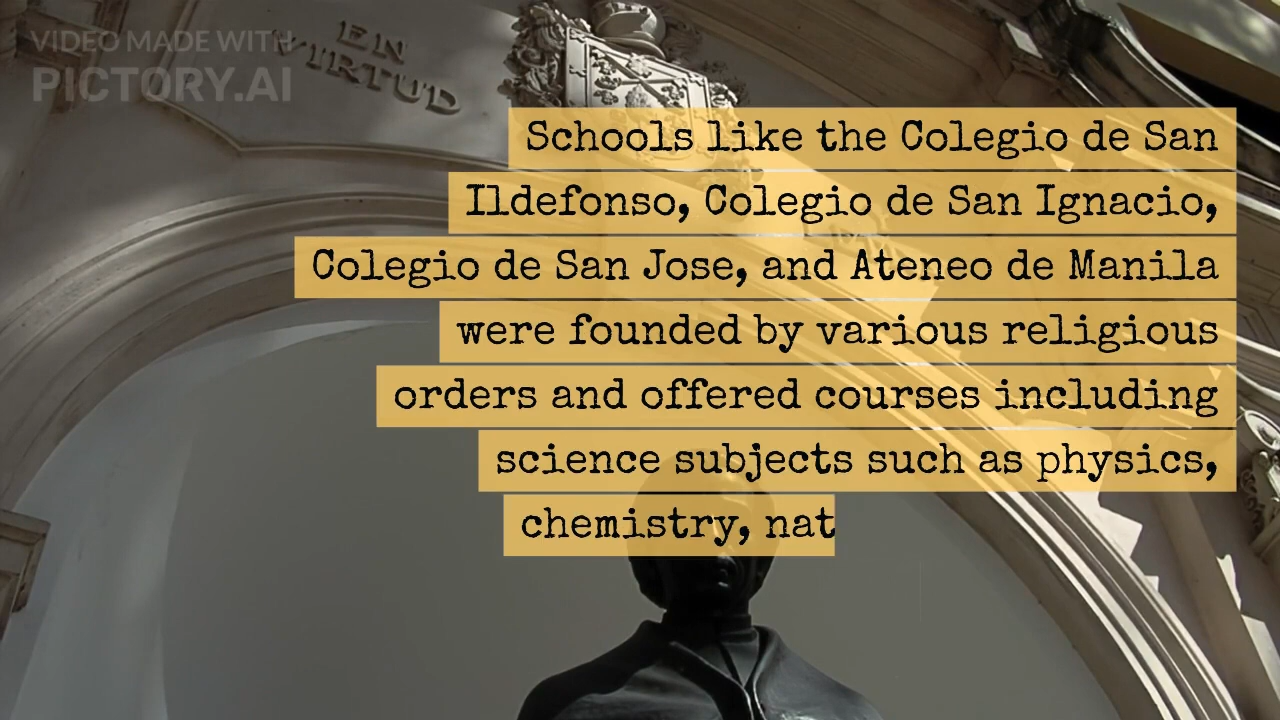 VIDEO MADE WITH
PICTORY.AI
EN
VIRTUD
Schools like the Colegio de San
Ildefonso, Colegio de San Ignacio,
Colegio de San Jose, and Ateneo de Manila
were founded by various religious
orders and offered courses including
science subjects such as physics,
chemistry, nat